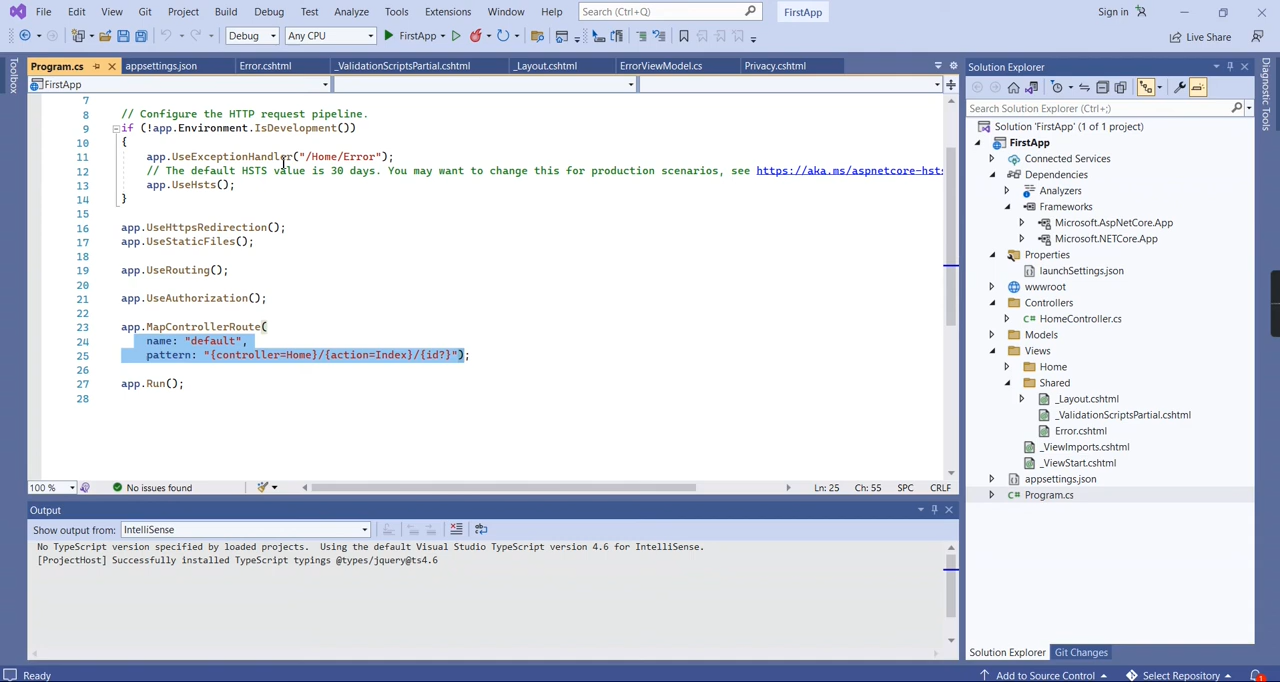 File Edit View Git Project Build Debug Test Analyze Tools Extensions Window Help Search (Ctrl+Q) FirstApp Sign in
Debug Any CPU FirstApp Live Share
Toolbox
Program.cs appsettings.json Error.cshtml _ValidationScriptsPartial.cshtml _Layout.cshtml ErrorViewModel.cs Privacy.cshtml
FirstApp
7
8 // Configure the HTTP request pipeline.
9 if (!app.Environment.IsDevelopment())
10 {
11 app.UseExceptionHandler("/Home/Error");
12 // The default HSTS value is 30 days. You may want to change this for production scenarios, see https://aka.ms/aspnetcore-hsts
13 app.UseHsts();
14 }
15
16 app.UseHttpsRedirection();
17 app.UseStaticFiles();
18
19 app.UseRouting();
20
21 app.UseAuthorization();
22
23 app.MapControllerRoute(
24 name: "default",
25 pattern: "{controller=Home}/{action=Index}/{id?}");
26
27 app.Run();
28
100 % No issues found Ln: 25 Ch: 55 SPC CRLF
Output
Show output from: IntelliSense
No TypeScript version specified by loaded projects. Using the default Visual Studio TypeScript version 4.6 for IntelliSense.
[ProjectHost] Successfully installed TypeScript typings @types/jquery@ts4.6
Solution Explorer
Search Solution Explorer (Ctrl+;)
Solution 'FirstApp' (1 of 1 project)
FirstApp
Connected Services
Dependencies
Analyzers
Frameworks
Microsoft.AspNetCore.App
Microsoft.NETCore.App
Properties
launchSettings.json
wwwroot
Controllers
C# HomeController.cs
Models
Views
Home
Shared
_Layout.cshtml
_ValidationScriptsPartial.cshtml
Error.cshtml
_ViewImports.cshtml
_ViewStart.cshtml
appsettings.json
C# Program.cs
Solution Explorer Git Changes
Diagnostic Tools
Ready Add to Source Control Select Repository 1